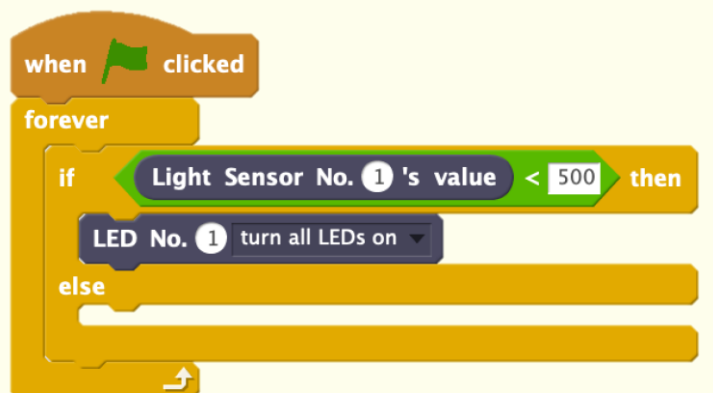 when clicked
forever
if Light Sensor No. 1 's value < 500 then
LED No. 1 turn all LEDs on
else